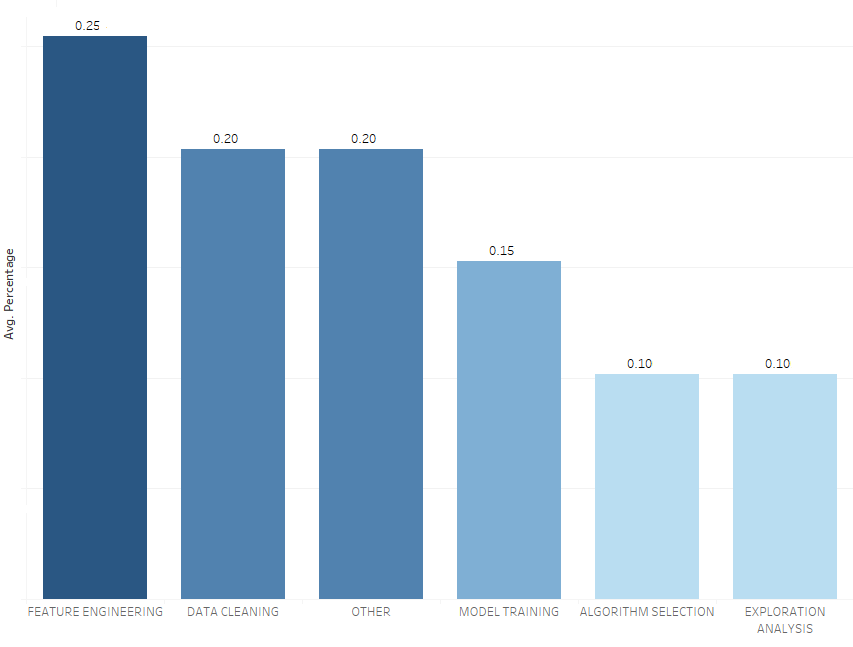 0.25
0.20
0.20
0.15
0.10
0.10
Avg. Percentage
FEATURE ENGINEERING
DATA CLEANING
OTHER
MODEL TRAINING
ALGORITHM SELECTION
EXPLORATION
ANALYSIS